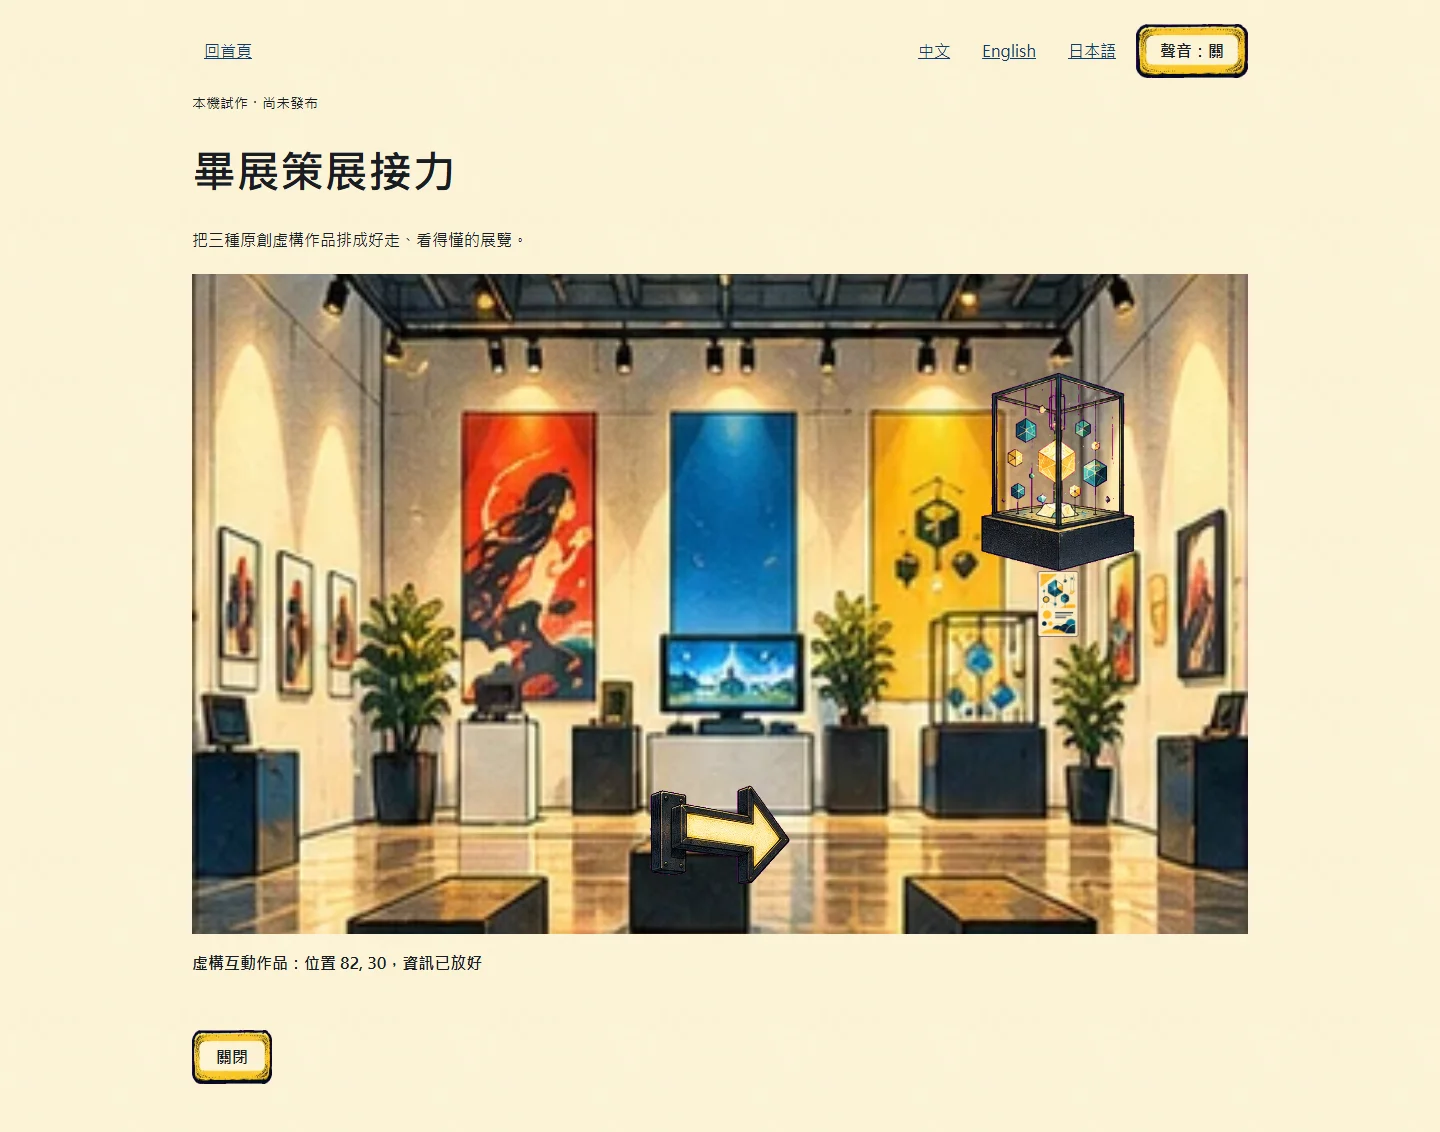 回首頁
中文 English 日本語 聲音：關
本機試作・尚未發布
畢展策展接力
把三種原創虛構作品排成好走、看得懂的展覽。
虛構互動作品：位置 82, 30，資訊已放好
關閉